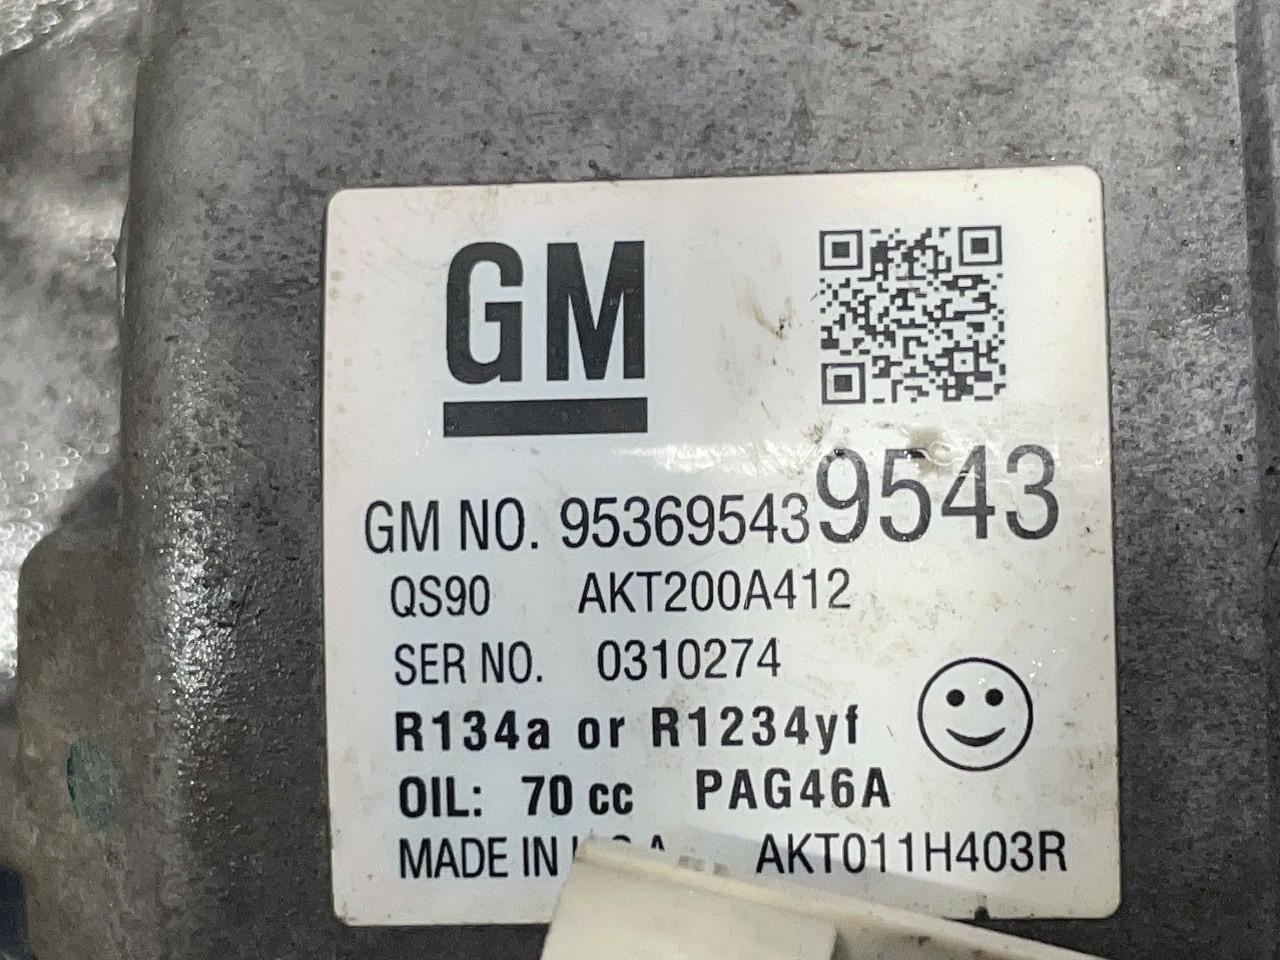 GM
GM NO. 95369543 9543
QS90 AKT200A412
SER NO. 0310274
R134a or R1234yf
OIL: 70 cc PAG46A
MADE IN AKT011H403R